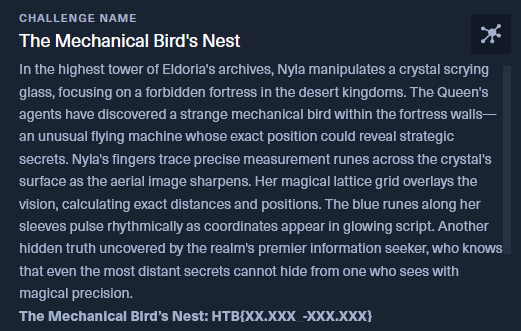 CHALLENGE NAME
The Mechanical Bird's Nest
In the highest tower of Eldoria's archives, Nyla manipulates a crystal scrying
glass, focusing on a forbidden fortress in the desert kingdoms. The Queen's
agents have discovered a strange mechanical bird within the fortress walls—
an unusual flying machine whose exact position could reveal strategic
secrets. Nyla's fingers trace precise measurement runes across the crystal's
surface as the aerial image sharpens. Her magical lattice grid overlays the
vision, calculating exact distances and positions. The blue runes along her
sleeves pulse rhythmically as coordinates appear in glowing script. Another
hidden truth uncovered by the realm's premier information seeker, who knows
that even the most distant secrets cannot hide from one who sees with
magical precision.
The Mechanical Bird's Nest: HTB{XX.XXX_-XXX.XXX}